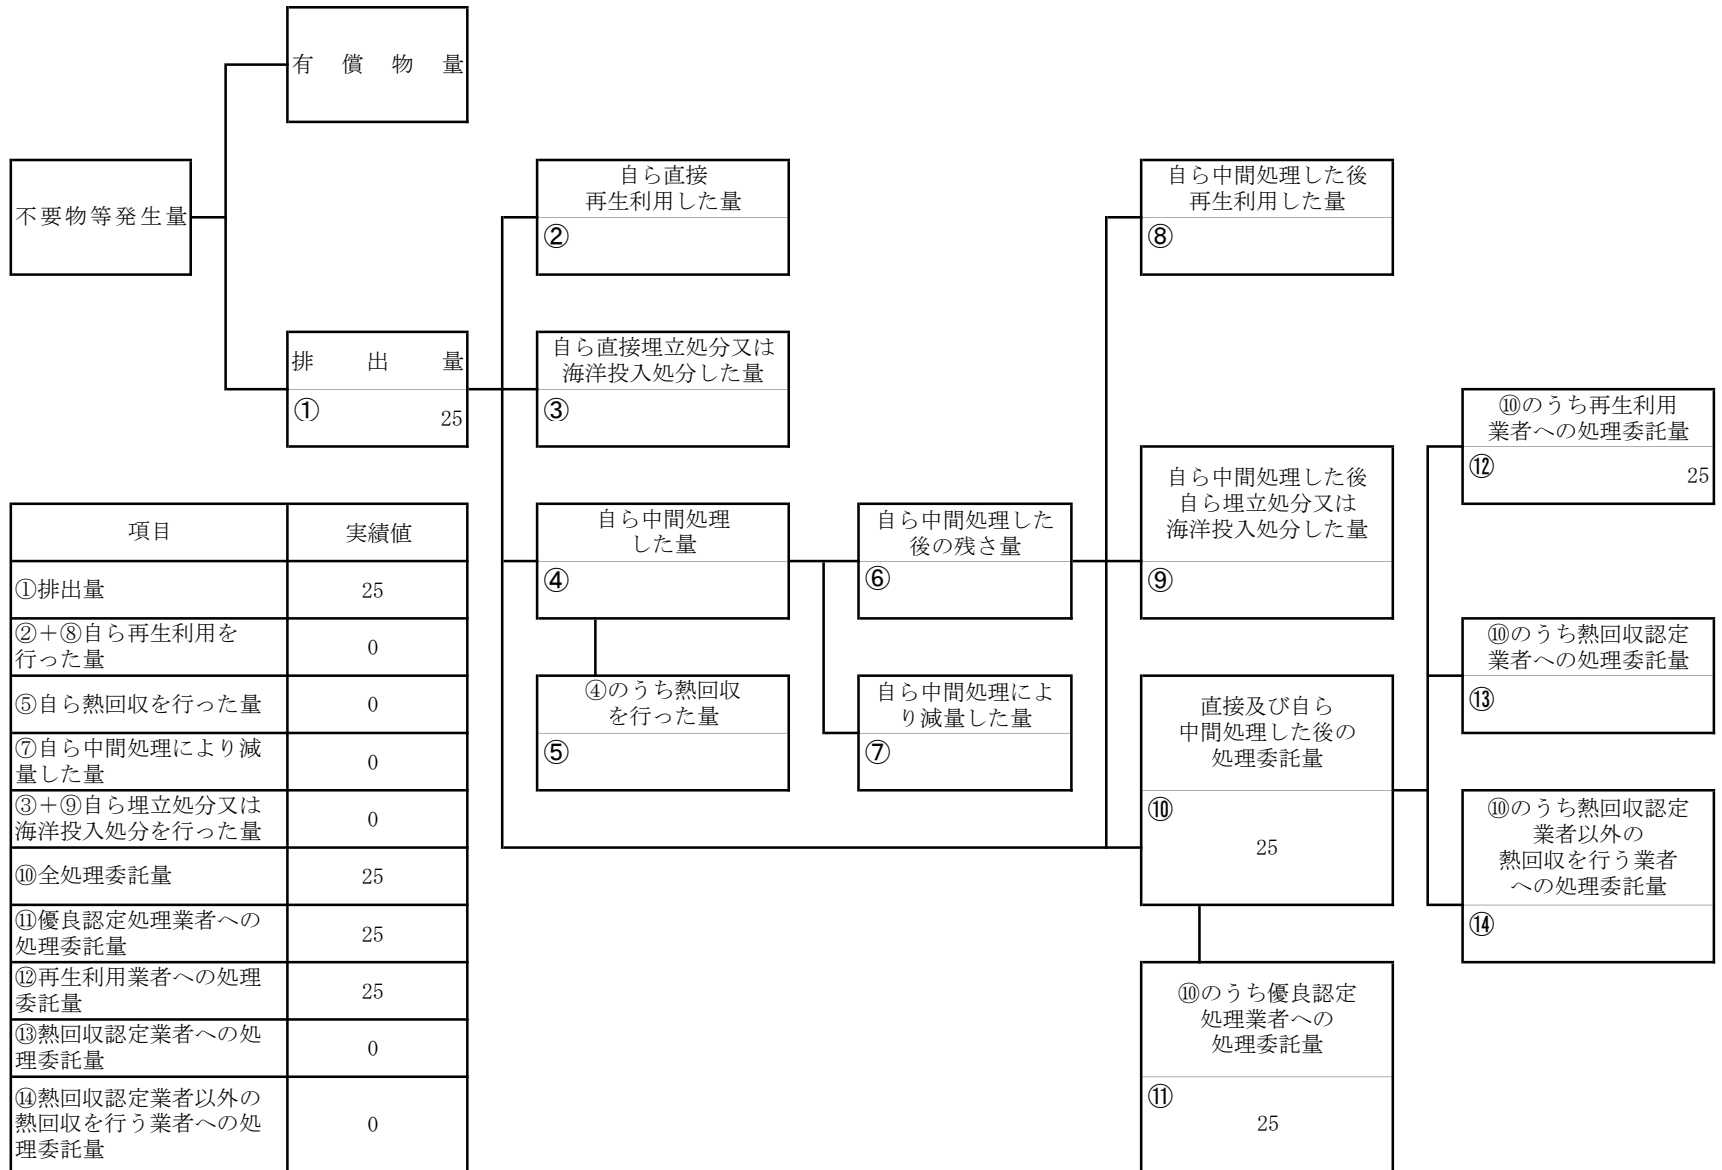 有償物量
不要物等発生量
自ら直接
再生利用した量
②
自ら中間処理した後
再生利用した量
⑧
排出量
①
25
自ら直接埋立処分又は
海洋投入処分した量
③
⑩のうち再生利用
業者への処理委託量
⑫
25
自ら中間処理した後
自ら埋立処分又は
海洋投入処分した量
⑨
自ら中間処理
した量
④
自ら中間処理した
後の残さ量
⑥
⑩のうち熱回収認定
業者への処理委託量
⑬
④のうち熱回収
を行った量
⑤
自ら中間処理によ
り減量した量
⑦
直接及び自ら
中間処理した後の
処理委託量
⑩
25
⑩のうち熱回収認定
業者以外の
熱回収を行う業者
への処理委託量
⑭
⑩のうち優良認定
処理業者への
処理委託量
⑪
25
項目 実績値
①排出量 25
②+⑧自ら再生利用を
行った量 0
⑤自ら熱回収を行った量 0
⑦自ら中間処理により減
量した量 0
③+⑨自ら埋立処分又は
海洋投入処分を行った量 0
⑩全処理委託量 25
⑪優良認定処理業者への
処理委託量 25
⑫再生利用業者への処理
委託量 25
⑬熱回収認定業者への処
理委託量 0
⑭熱回収認定業者以外の
熱回収を行う業者への処
理委託量 0